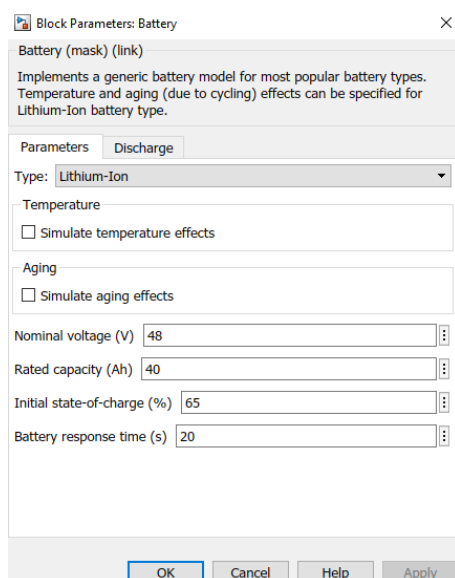 Block Parameters: Battery
Battery (mask) (link)
Implements a generic battery model for most popular battery types.
Temperature and aging (due to cycling) effects can be specified for
Lithium-Ion battery type.
Parameters Discharge
Type: Lithium-Ion
Temperature
Simulate temperature effects
Aging
Simulate aging effects
Nominal voltage (V) 48
Rated capacity (Ah) 40
Initial state-of-charge (%) 65
Battery response time (s) 20
OK Cancel Help Apply